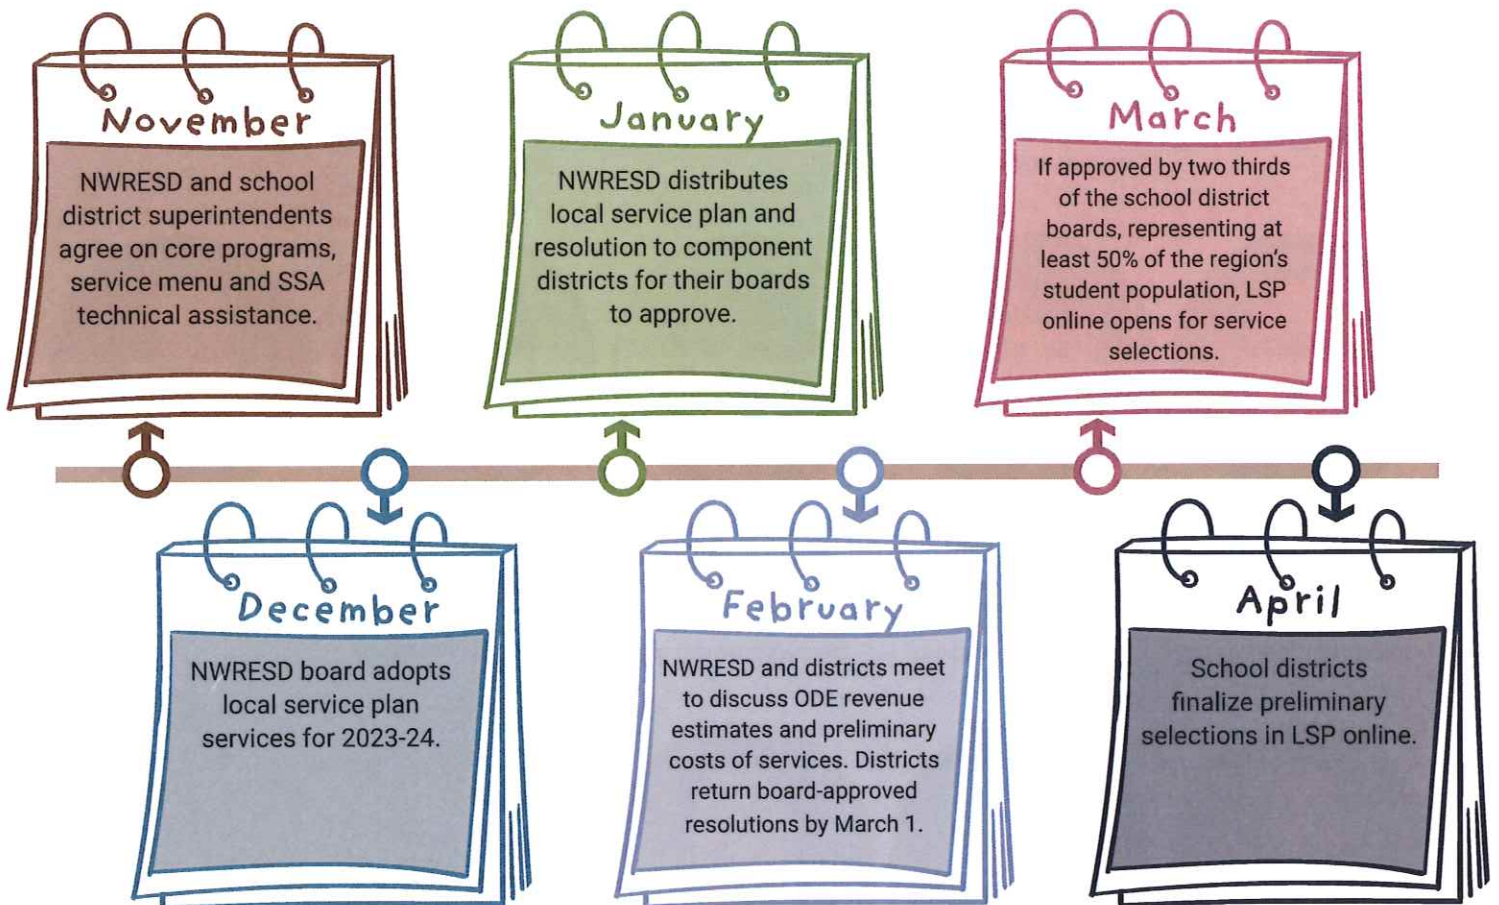 November
NWRESD and school
district superintendents
agree on core programs,
service menu and SSA
technical assistance.
December
NWRESD board adopts
local service plan
services for 2023-24.
January
NWRESD distributes
local service plan and
resolution to component
districts for their boards
to approve.
February
NWRESD and districts meet
to discuss ODE revenue
estimates and preliminary
costs of services. Districts
return board-approved
resolutions by March 1.
March
If approved by two thirds
of the school district
boards, representing at
least 50% of the region's
student population, LSP
online opens for service
selections.
April
School districts
finalize preliminary
selections in LSP online.